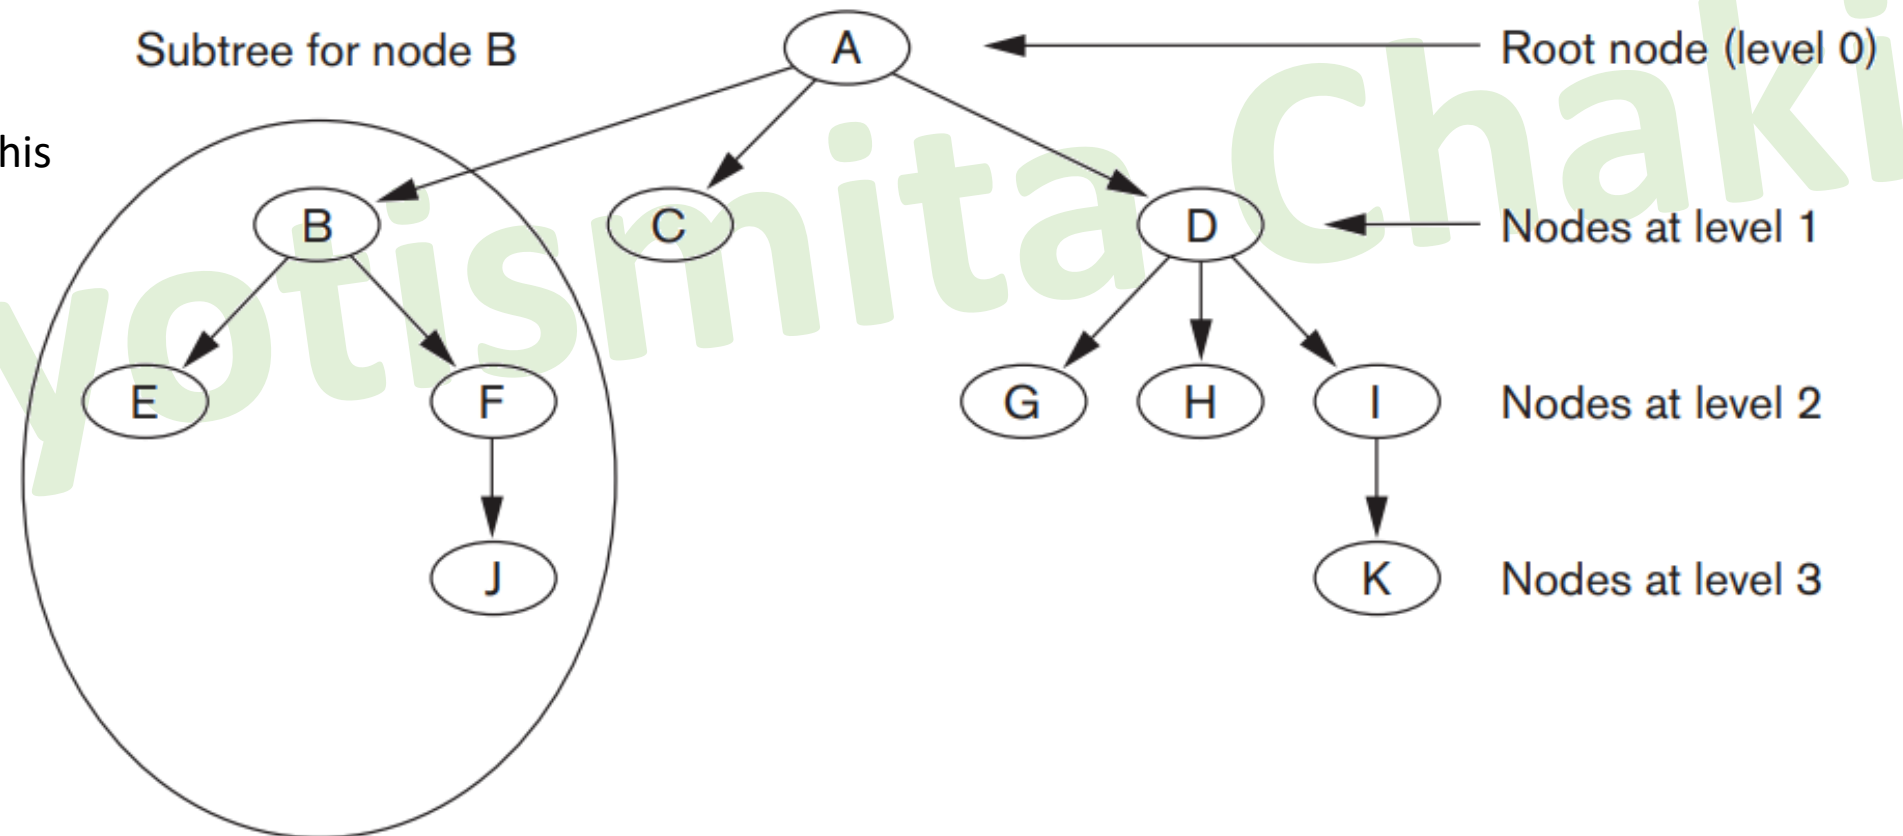 Subtree for node B
A
Root node (level 0)
his
B
C
D
Nodes at level 1
E
F
G
H
I
Nodes at level 2
J
K
Nodes at level 3
yotismita Chaki